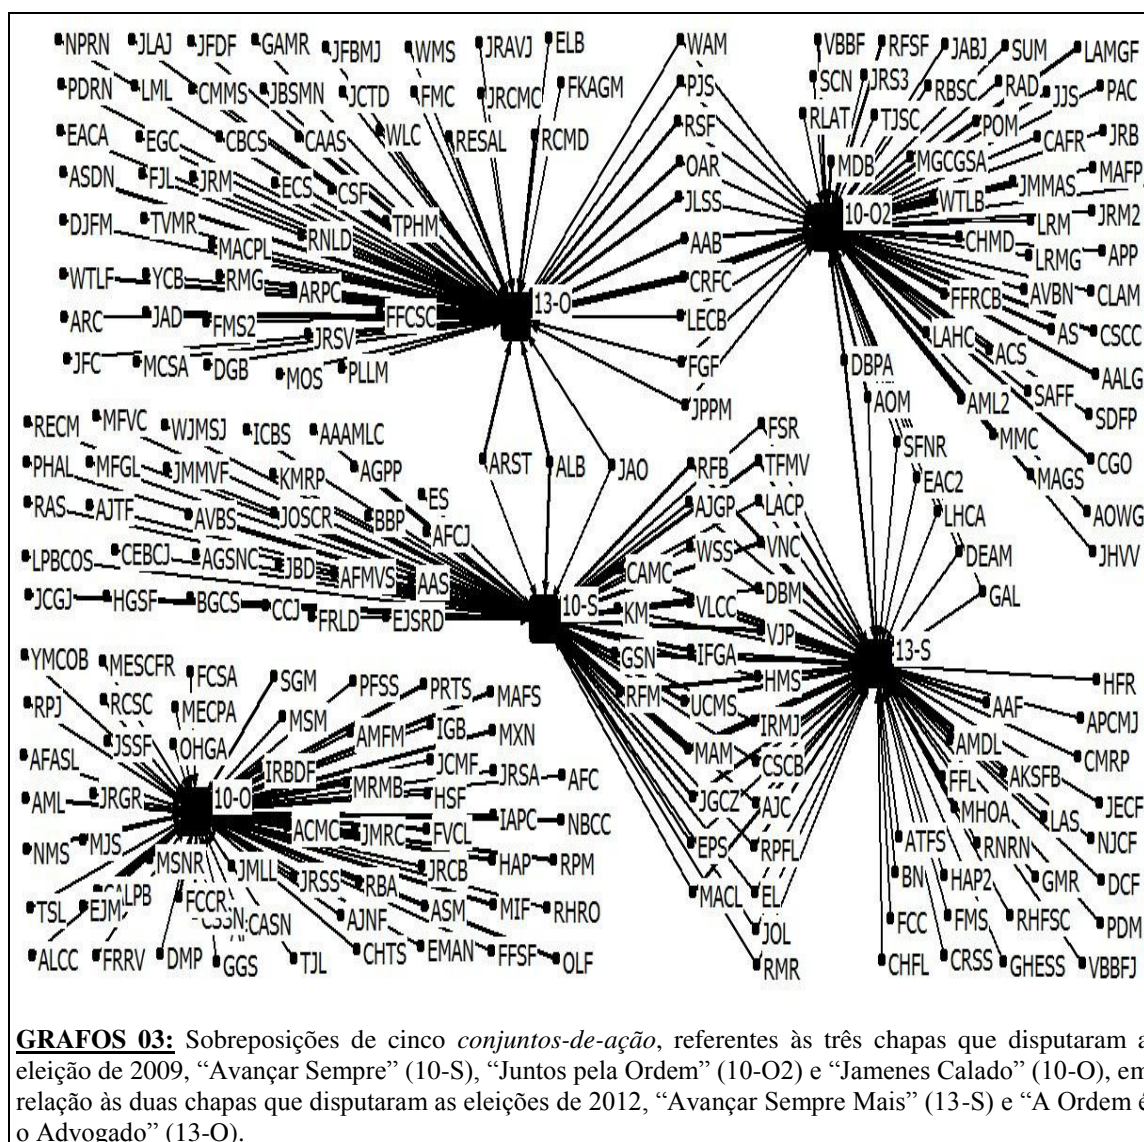 NPRN JLAJ JFDF GAMR JFBMJ WMS JRAVJ ELB WAM VBBF RFSF JABJ SUM LAMGF
PDRN LML CMMS JBSMN JCTD FMC JRCMC FKAGM PJS SCN JRS3 RBSC RAD JJS PAC
EACA EGC CBCS CAAS WLC RESAL RCMD RSF RLAT TJSC POM CAFR JRB
ASDN FJL JRM ECS CSF OAR MDB MGCGSA JMMAS MAFP
DJFM TVMR RNLD TPHM JLSS 10-O2 WTLB LRM JRM2
MACPL AAB CHMD LRMG APP
WTLF YCB RMG ARPC CRFC FFRCB AVBN CLAM
ARC JAD FMS2 FFCSC 13-O LECB LAHC AS CSCC
JFC MCSA DGB JRSV MOS PLLM FGF DBPA ACS AALG
JPPM AOM AML2 SAFF SDFP
RECM MFVC WJMSJ ICBS AAAMLC FSR SFNR MMC
PHAL MFGL JMMVF KMRP AGPP ARST ALB JAO RFB TFMV EAC2 MAGS CGO
RAS AJTF AVBS JOSCR BBP ES AJGP LACP LHCA AOWG
AFCJ WSS VNC DEAM JHVV
LPBCOS CEBCJ AGSNC JBD AFMVS AAS CAMC DBM GAL
JCGJ HGSF BGCS CCJ FRLD EJSRD 10-S KM VLCC VJP
YMCOB MESCFR FCSA SGM PFSS PRTS MAFS GSN IFGA HMS 13-S HFR
RPJ RCSC MECPA MSM AMFM IGB MXN RFM UCMS IRMJ AAF APCMJ
AFASL JSSF OHGA IRBDF MRMB JCMF JRSA AFC MAM CSCB AMDL AKSFB CMRP
AML JRGR 10-O HSF IAPC NBCC JGCZ AJC FFL MHOA LAS JECF
NMS MJS ACMC JMRC FVCL HAP RPM EPS RPFL ATFS RNRN NJCF
MSNR JMLL JRSS RBA JRCB MACL EL BN HAP2 GMR DCF
TSL EJM FCCR CASN AJNF ASM MIF RHRO JOL FCC FMS RHFSC PDM
ALCC FRRV DMP GGS TJL CHTS EMAN FFSF OLF RMR CHFL CRSS GHESS VBBFJ
GRAFOS 03: Sobreposições de cinco conjuntos-de-ação, referentes às três chapas que disputaram a
eleição de 2009, “Avançar Sempre” (10-S), “Juntos pela Ordem” (10-O2) e “Jamenes Calado” (10-O), em
relação às duas chapas que disputaram as eleições de 2012, “Avançar Sempre Mais” (13-S) e “A Ordem é
o Advogado” (13-O).